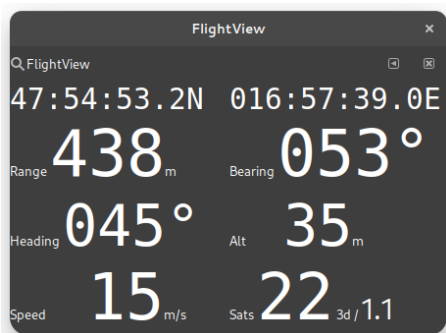 FlightView
FlightView
47:54:53.2N 016:57:39.0E
Range 438 m Bearing 053°
Heading 045° Alt 35 m
Speed 15 m/s Sats 22 3d / 1.1